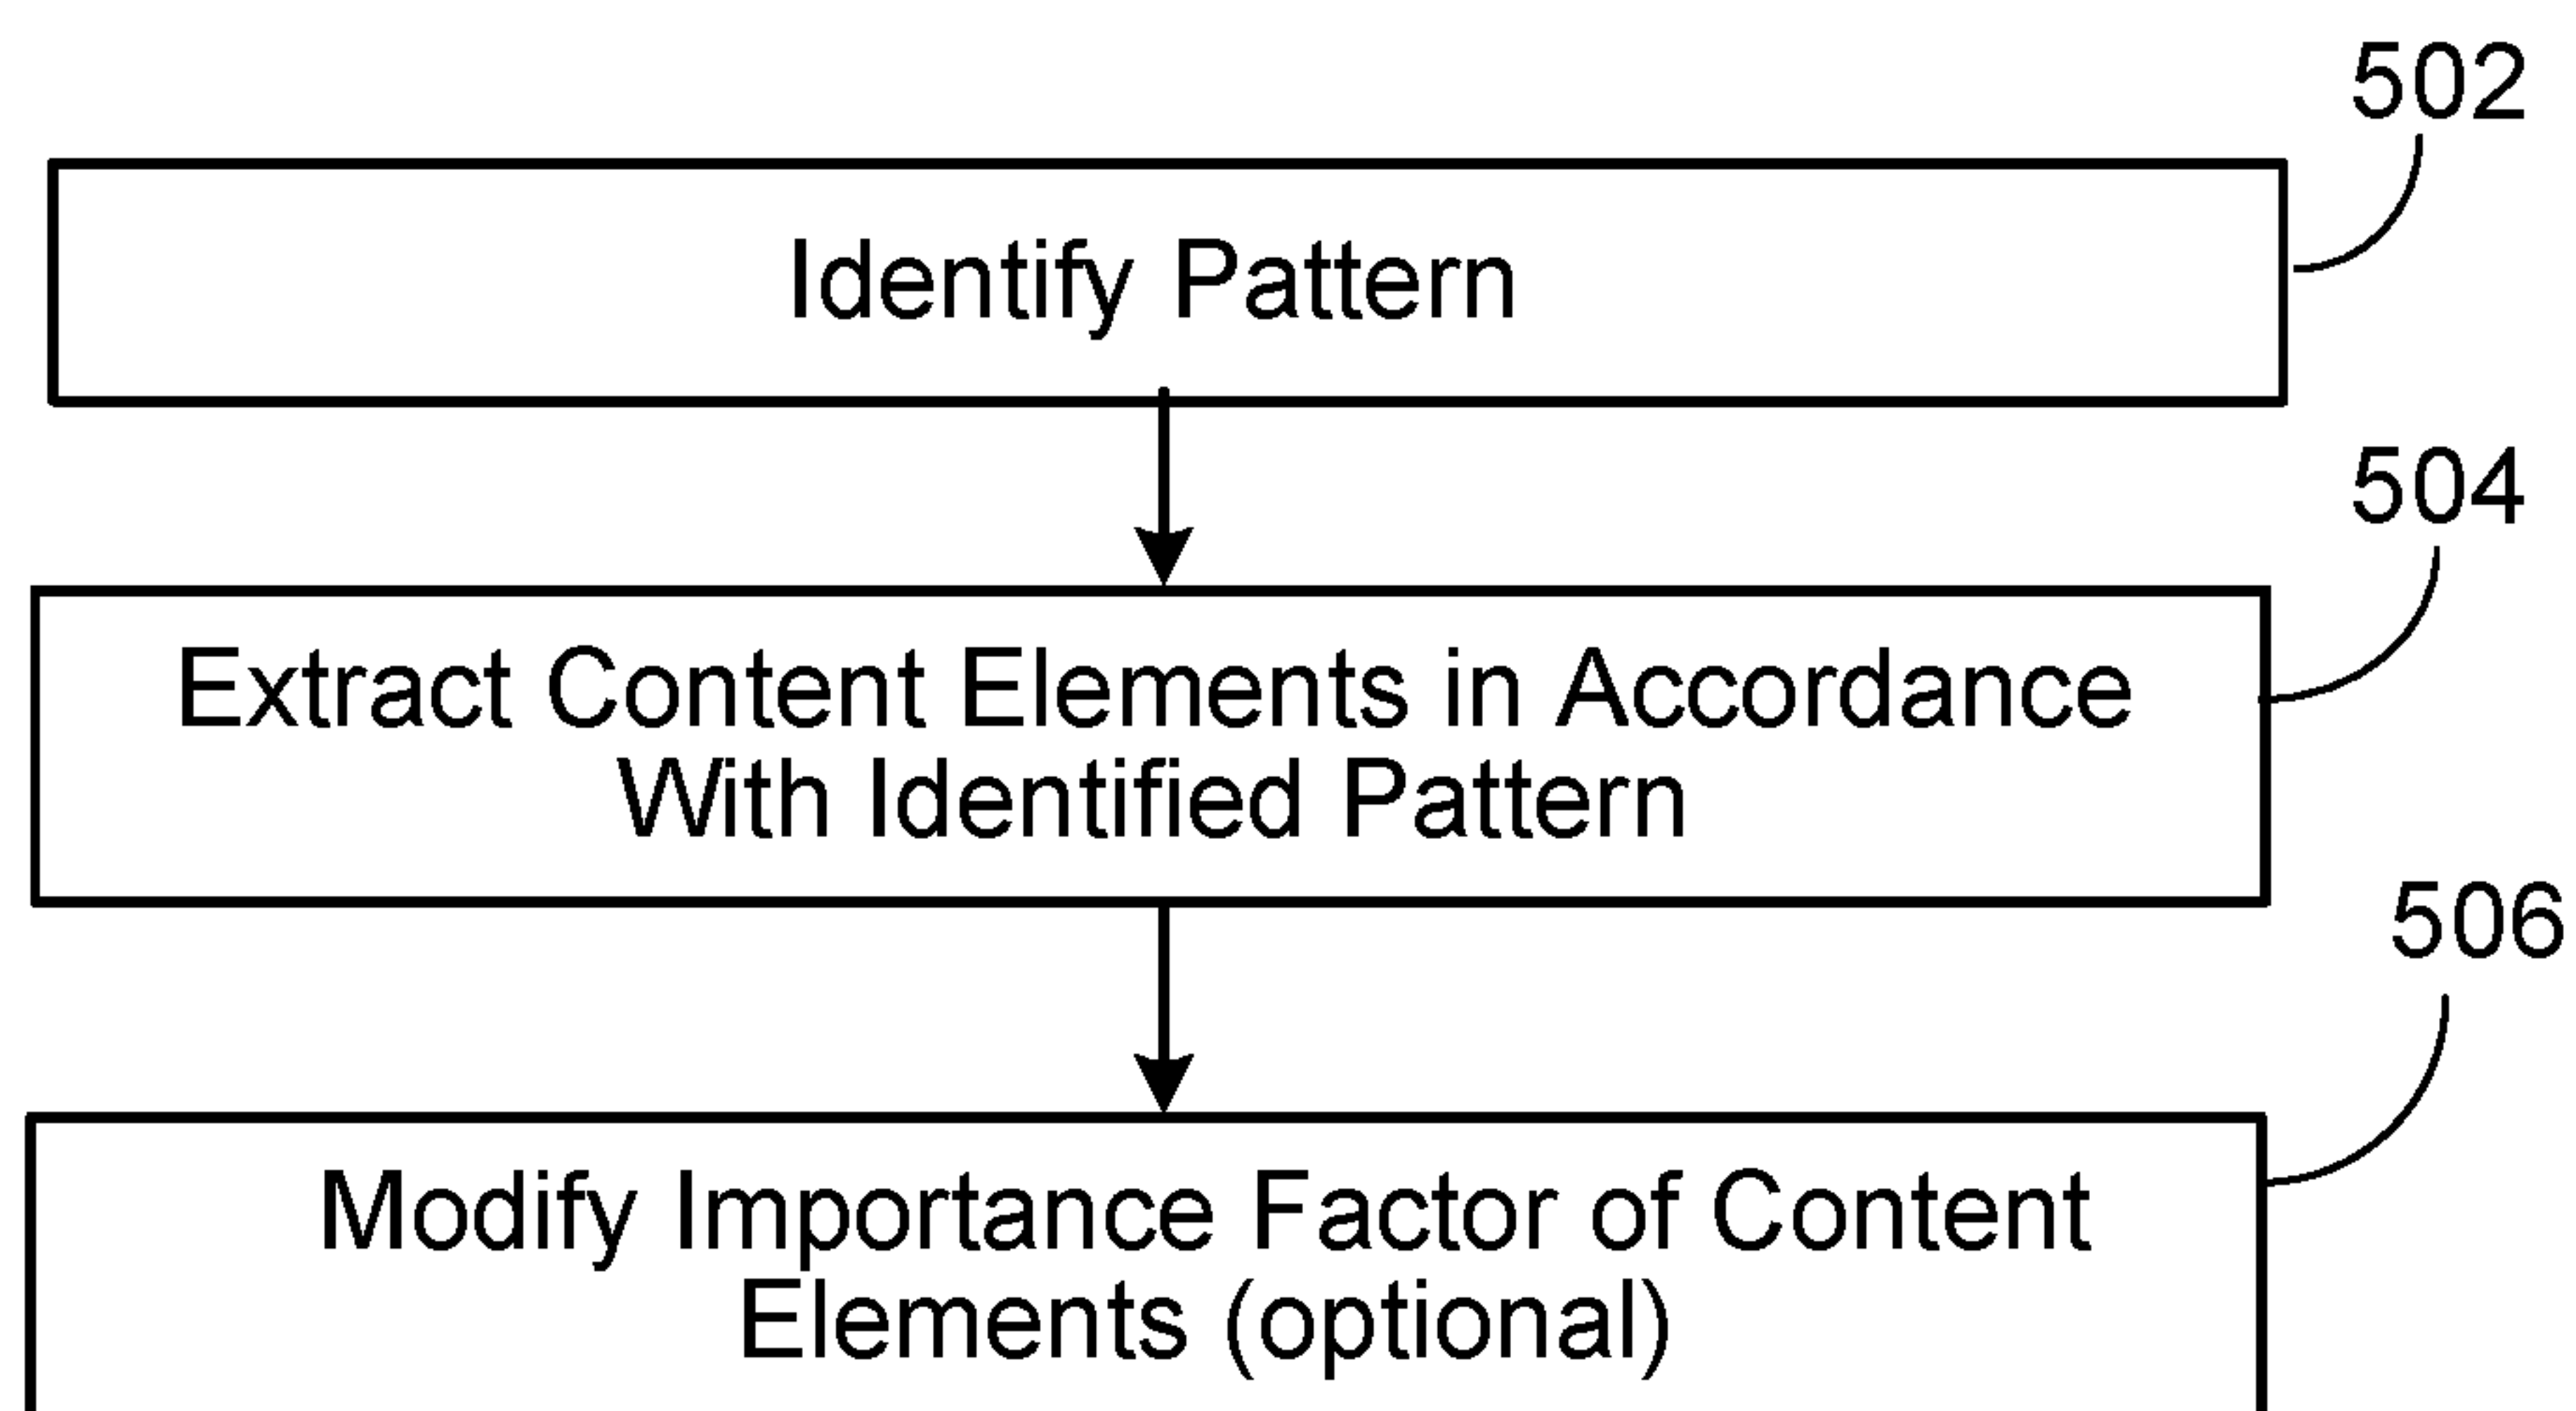 502
Identify Pattern
504
Extract Content Elements in Accordance
With Identified Pattern
506
Modify Importance Factor of Content
Elements (optional)